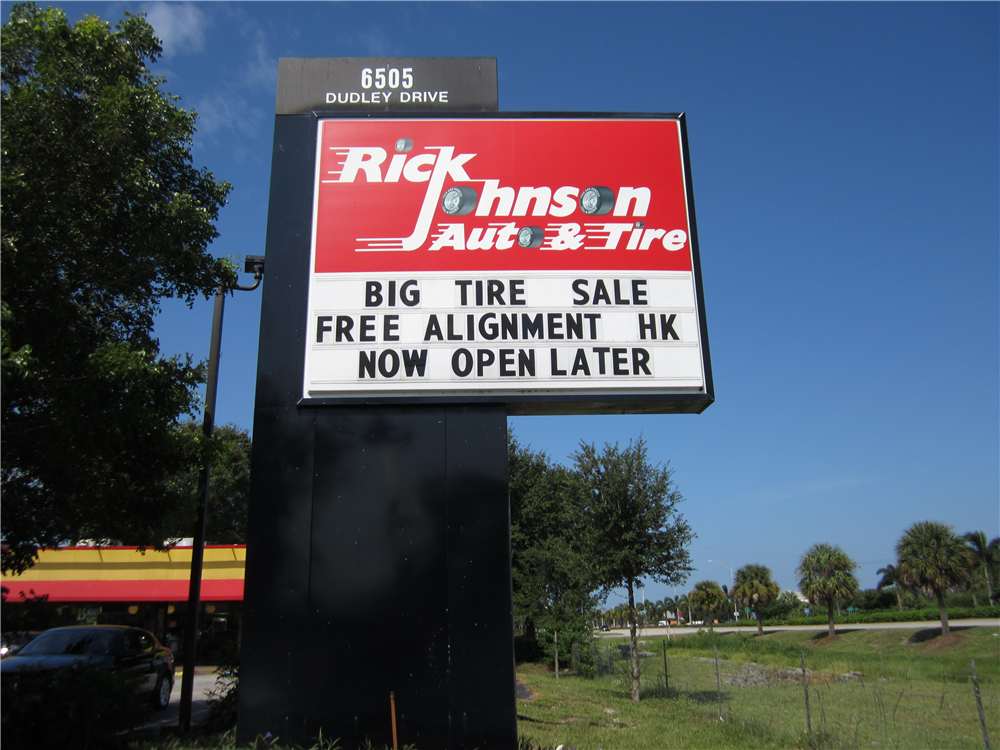 6505
DUDLEY DRIVE
Rick
Johnson
Auto & Tire
BIG TIRE SALE
FREE ALIGNMENT HK
NOW OPEN LATER